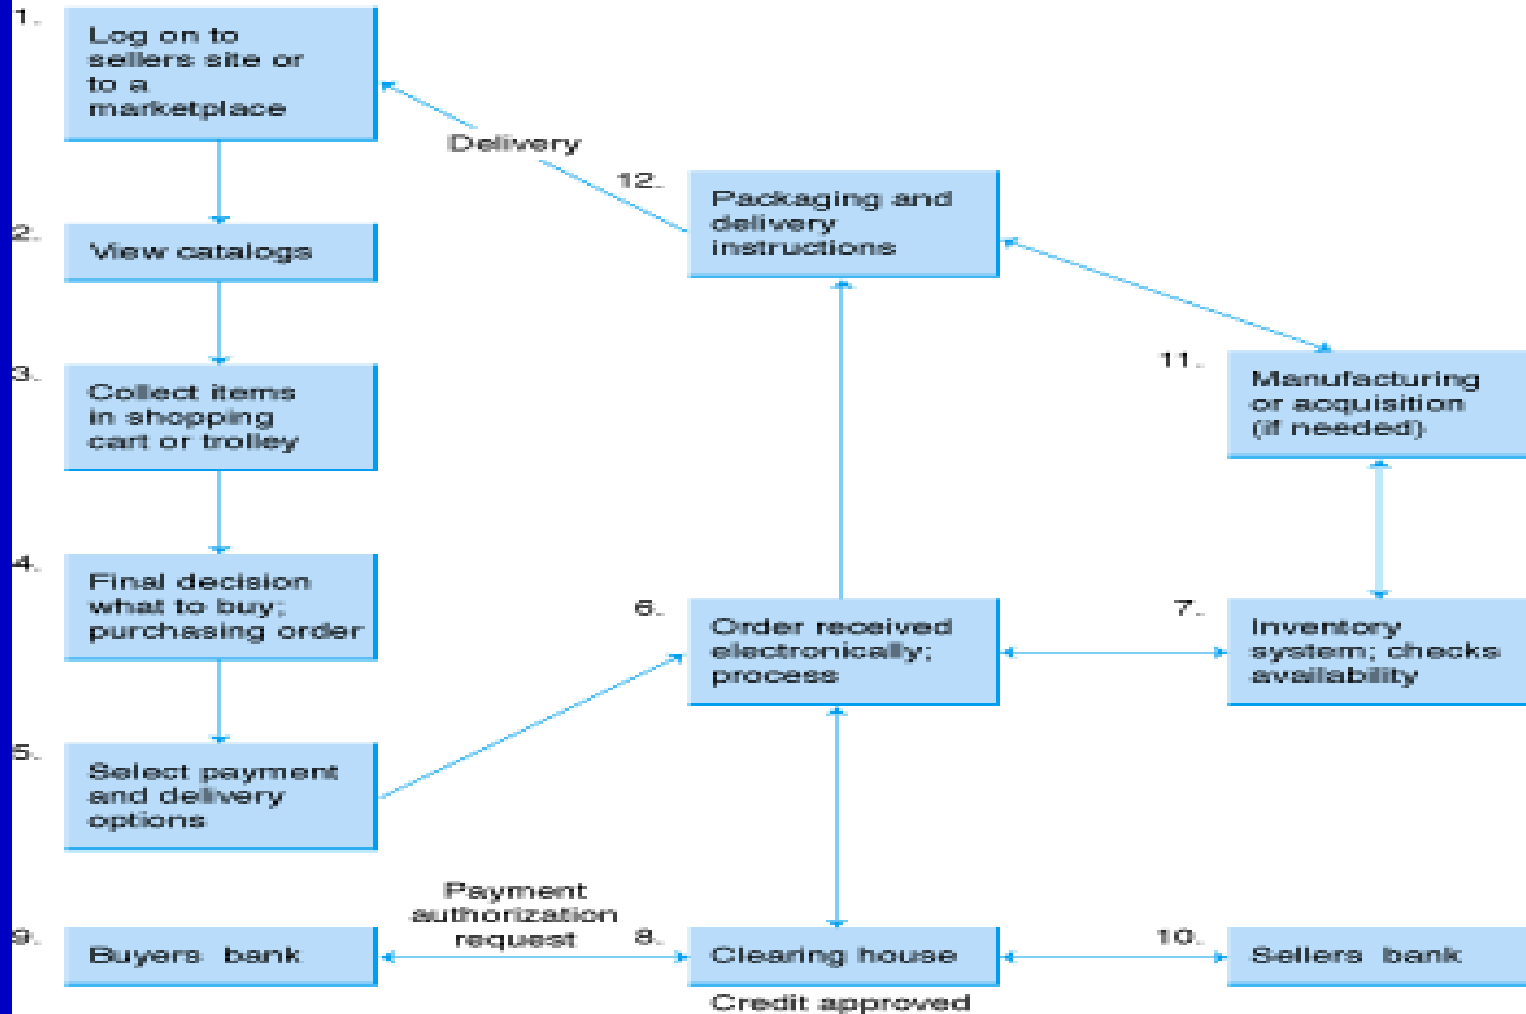 1.
Log on to
sellers site or
to a
marketplace
Delivery
12.
Packaging and
delivery
instructions
2.
View catalogs
11.
Manufacturing
or acquisition
(if needed)
3.
Collect items
in shopping
cart or trolley
4.
Final decision
what to buy;
purchasing order
6.
Order received
electronically;
process
7.
Inventory
system; checks
availability
5.
Select payment
and delivery
options
Payment
authorization
request
9.
Buyers bank
8.
Clearing house
Credit approved
10.
Sellers bank